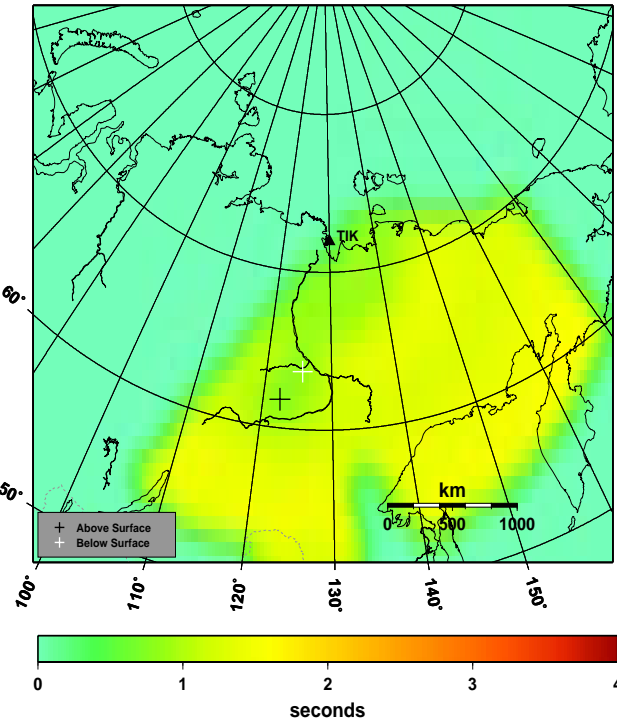 TIK
60°
50°
km
0 500 1000
Above Surface
Below Surface
100° 110° 120° 130° 140° 150°
0 1 2 3 4
seconds